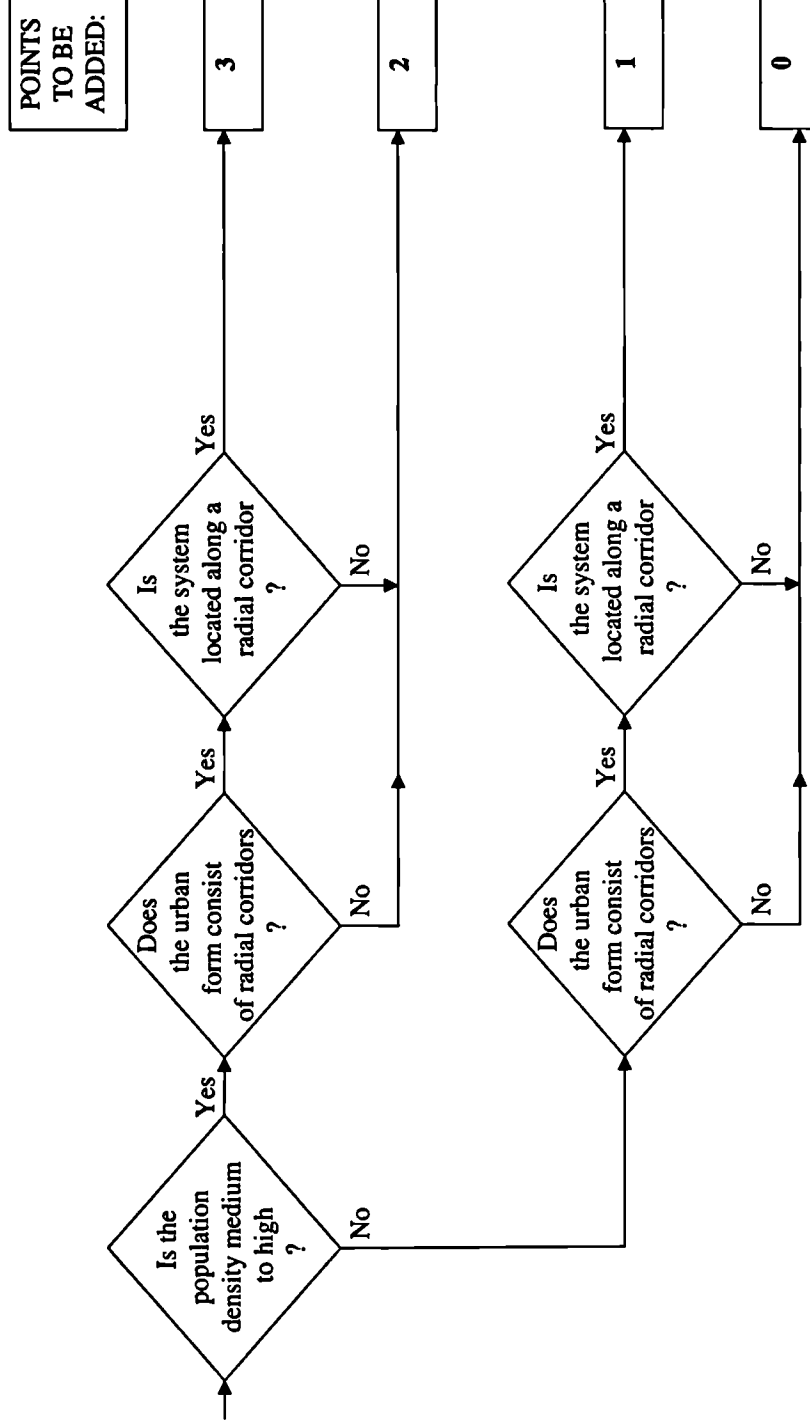 POINTS
TO BE
ADDED:
Is the
population
density medium
to high
?
Yes
No
Does
the urban
form consist
of radial corridors
?
Yes
No
Is
the system
located along a
radial corridor
?
Yes
No
3
2
Does
the urban
form consist
of radial corridors
?
Yes
No
Is
the system
located along a
radial corridor
?
Yes
No
1
0